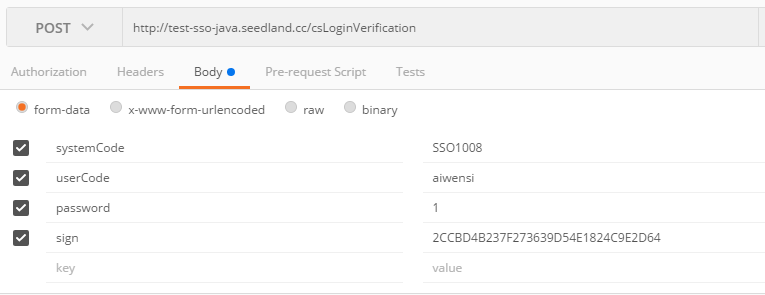 POST http://test-sso-java.seedland.cc/csLoginVerification
Authorization Headers Body Pre-request Script Tests
form-data x-www-form-urlencoded raw binary
systemCode SSO1008
userCode aiwensi
password 1
sign 2CCBD4B237F273639D54E1824C9E2D64
key value